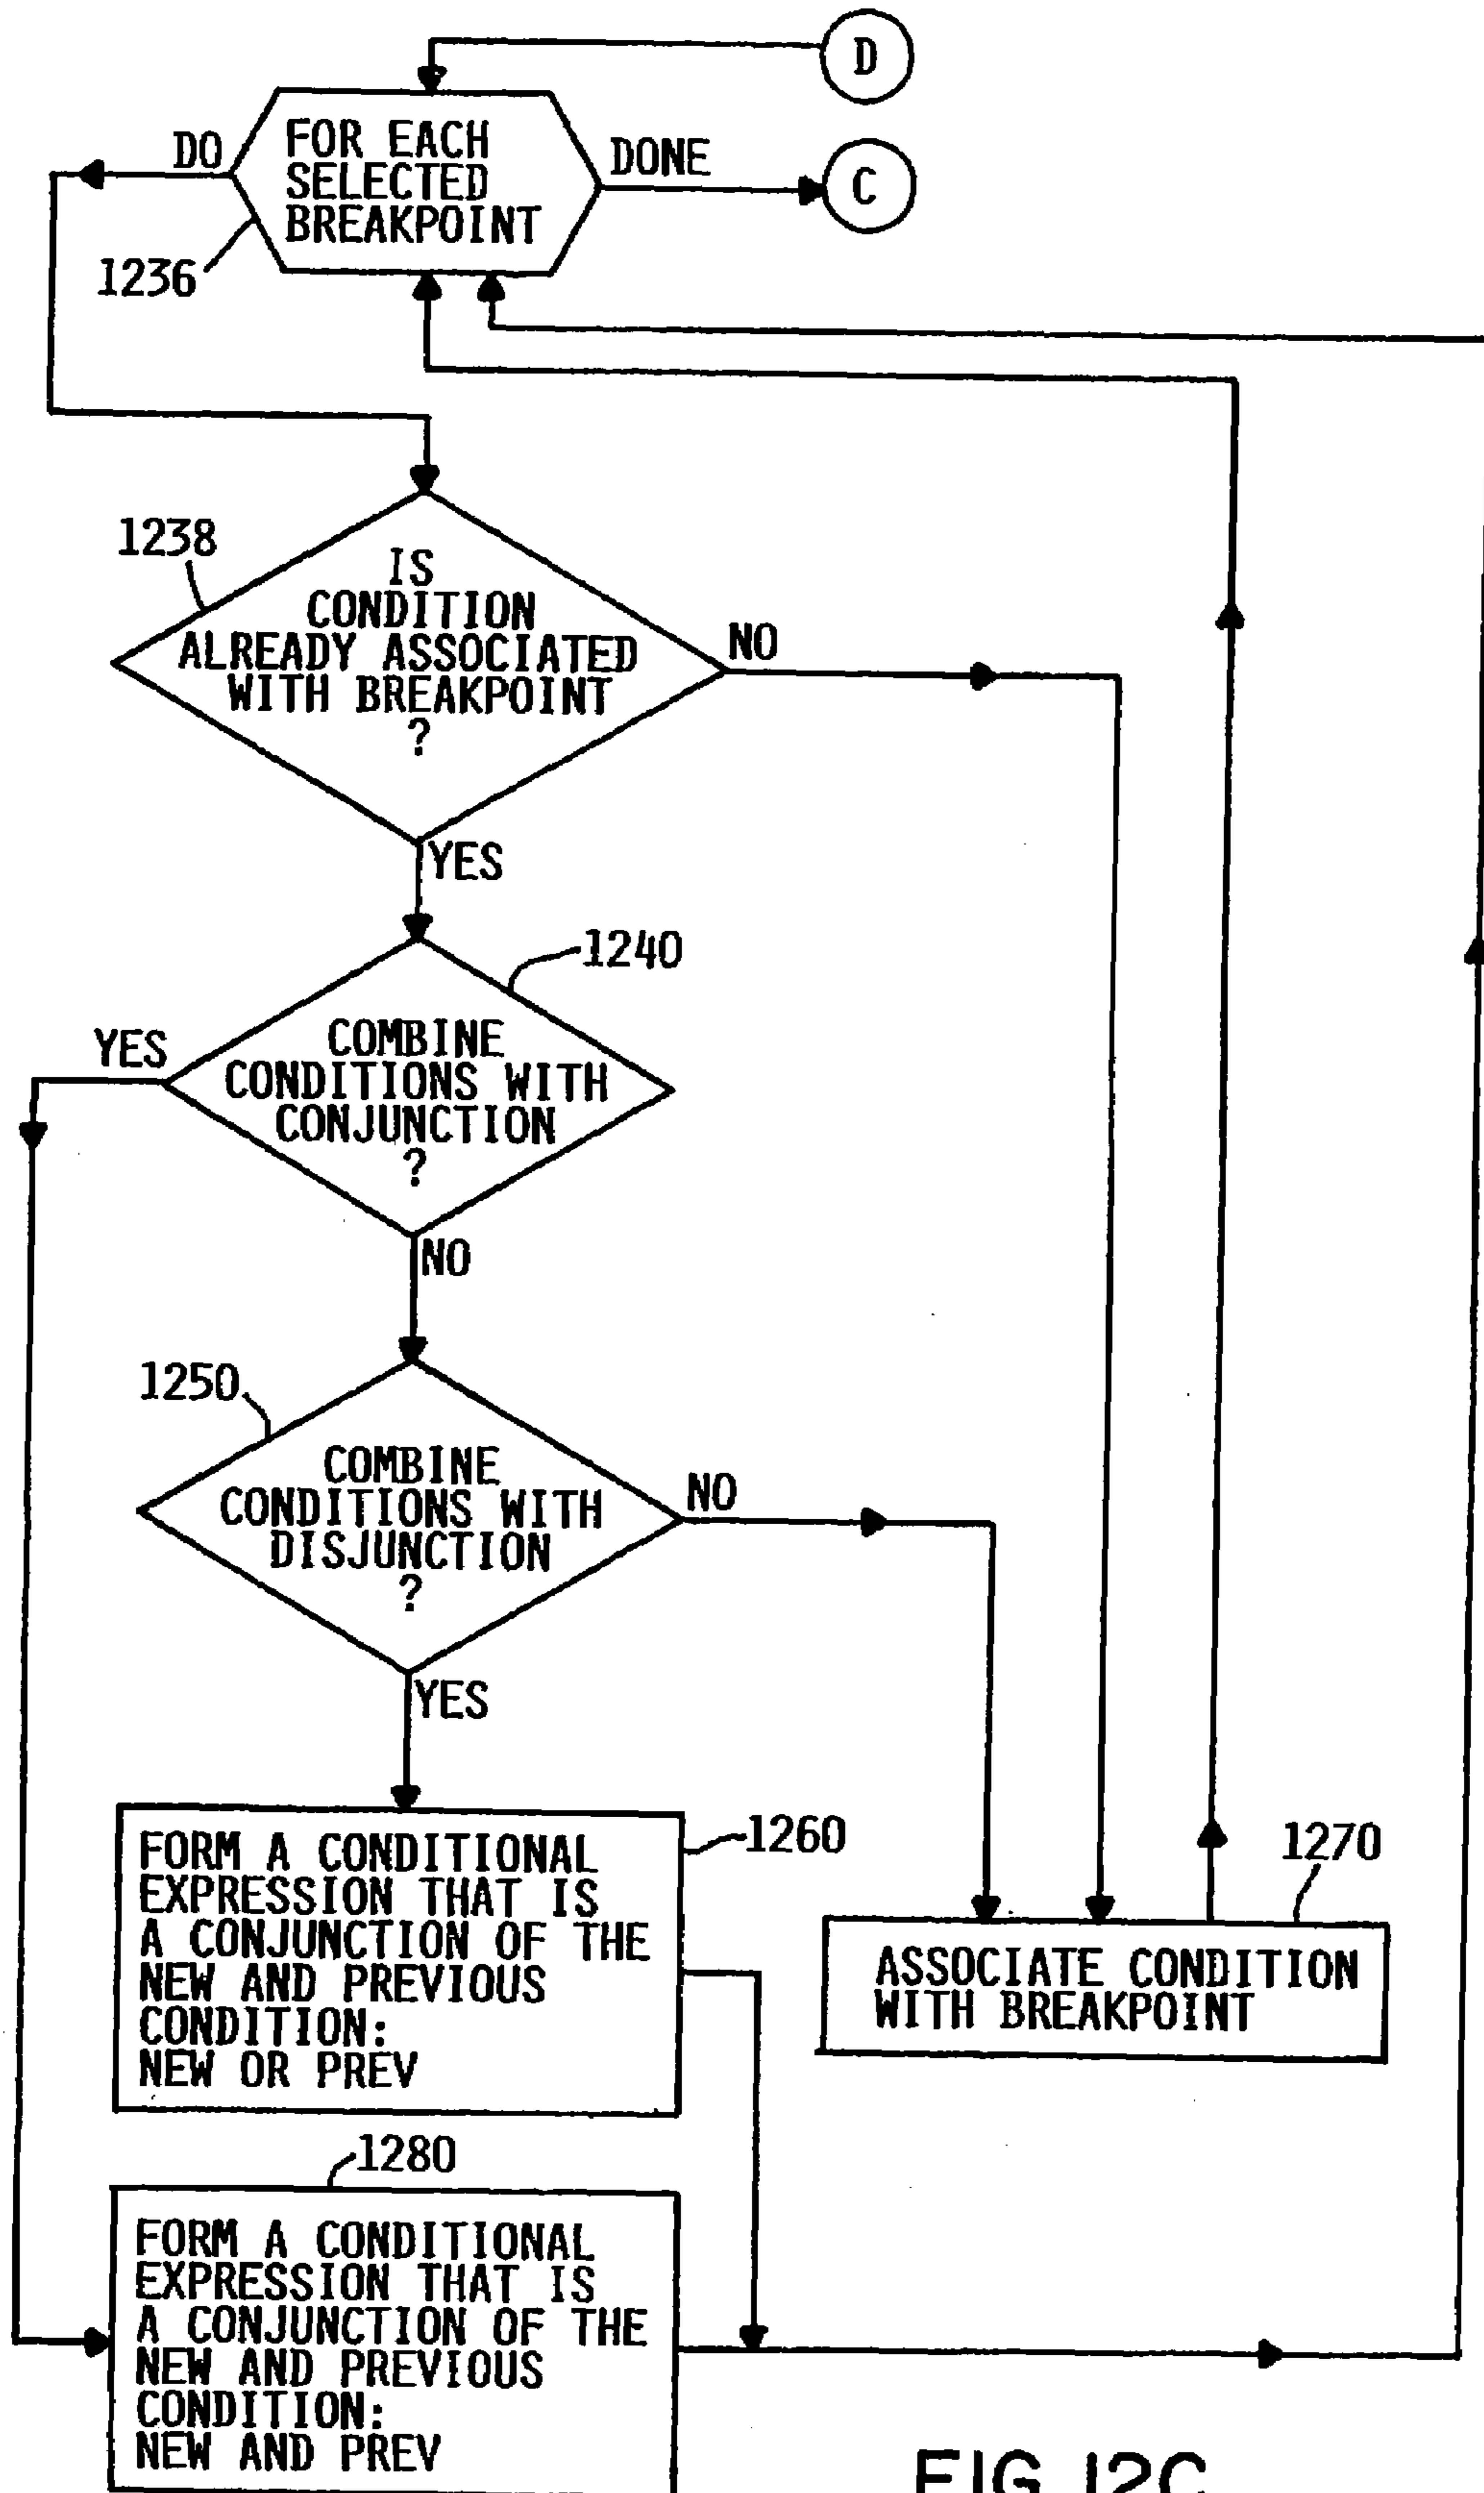 D
DO
FOR EACH
SELECTED
BREAKPOINT
DONE
C
1236
1238
IS
CONDITION
ALREADY ASSOCIATED
WITH BREAKPOINT
?
NO
YES
1240
YES
COMBINE
CONDITIONS WITH
CONJUNCTION
?
NO
1250
COMBINE
CONDITIONS WITH
DISJUNCTION
?
NO
YES
1260
FORM A CONDITIONAL
EXPRESSION THAT IS
A CONJUNCTION OF THE
NEW AND PREVIOUS
CONDITION:
NEW OR PREV
1270
ASSOCIATE CONDITION
WITH BREAKPOINT
1280
FORM A CONDITIONAL
EXPRESSION THAT IS
A CONJUNCTION OF THE
NEW AND PREVIOUS
CONDITION:
NEW AND PREV
FIG.12C